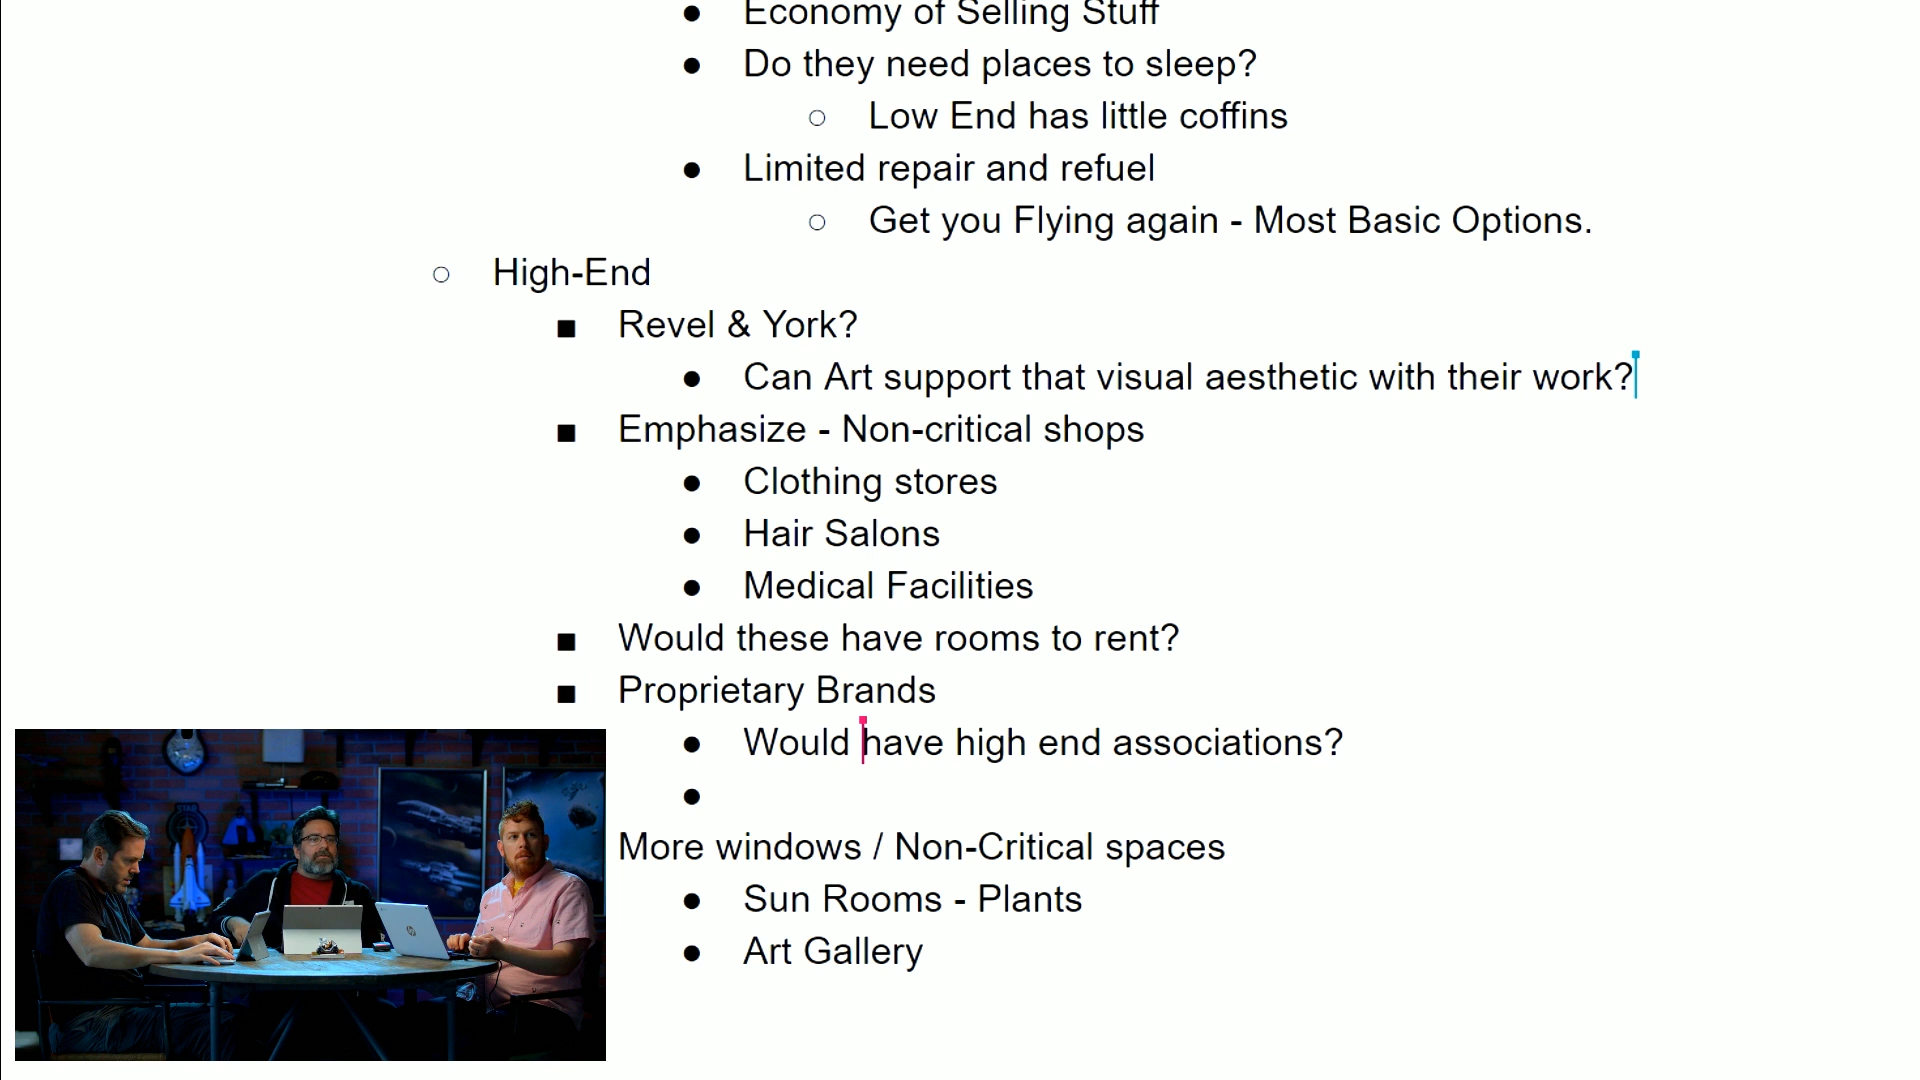 Economy of Selling Stuff
Do they need places to sleep?
Low End has little coffins
Limited repair and refuel
Get you Flying again - Most Basic Options.
High-End
Revel & York?
Can Art support that visual aesthetic with their work?
Emphasize - Non-critical shops
Clothing stores
Hair Salons
Medical Facilities
Would these have rooms to rent?
Proprietary Brands
Would have high end associations?
More windows / Non-Critical spaces
Sun Rooms - Plants
Art Gallery
STAR
hp